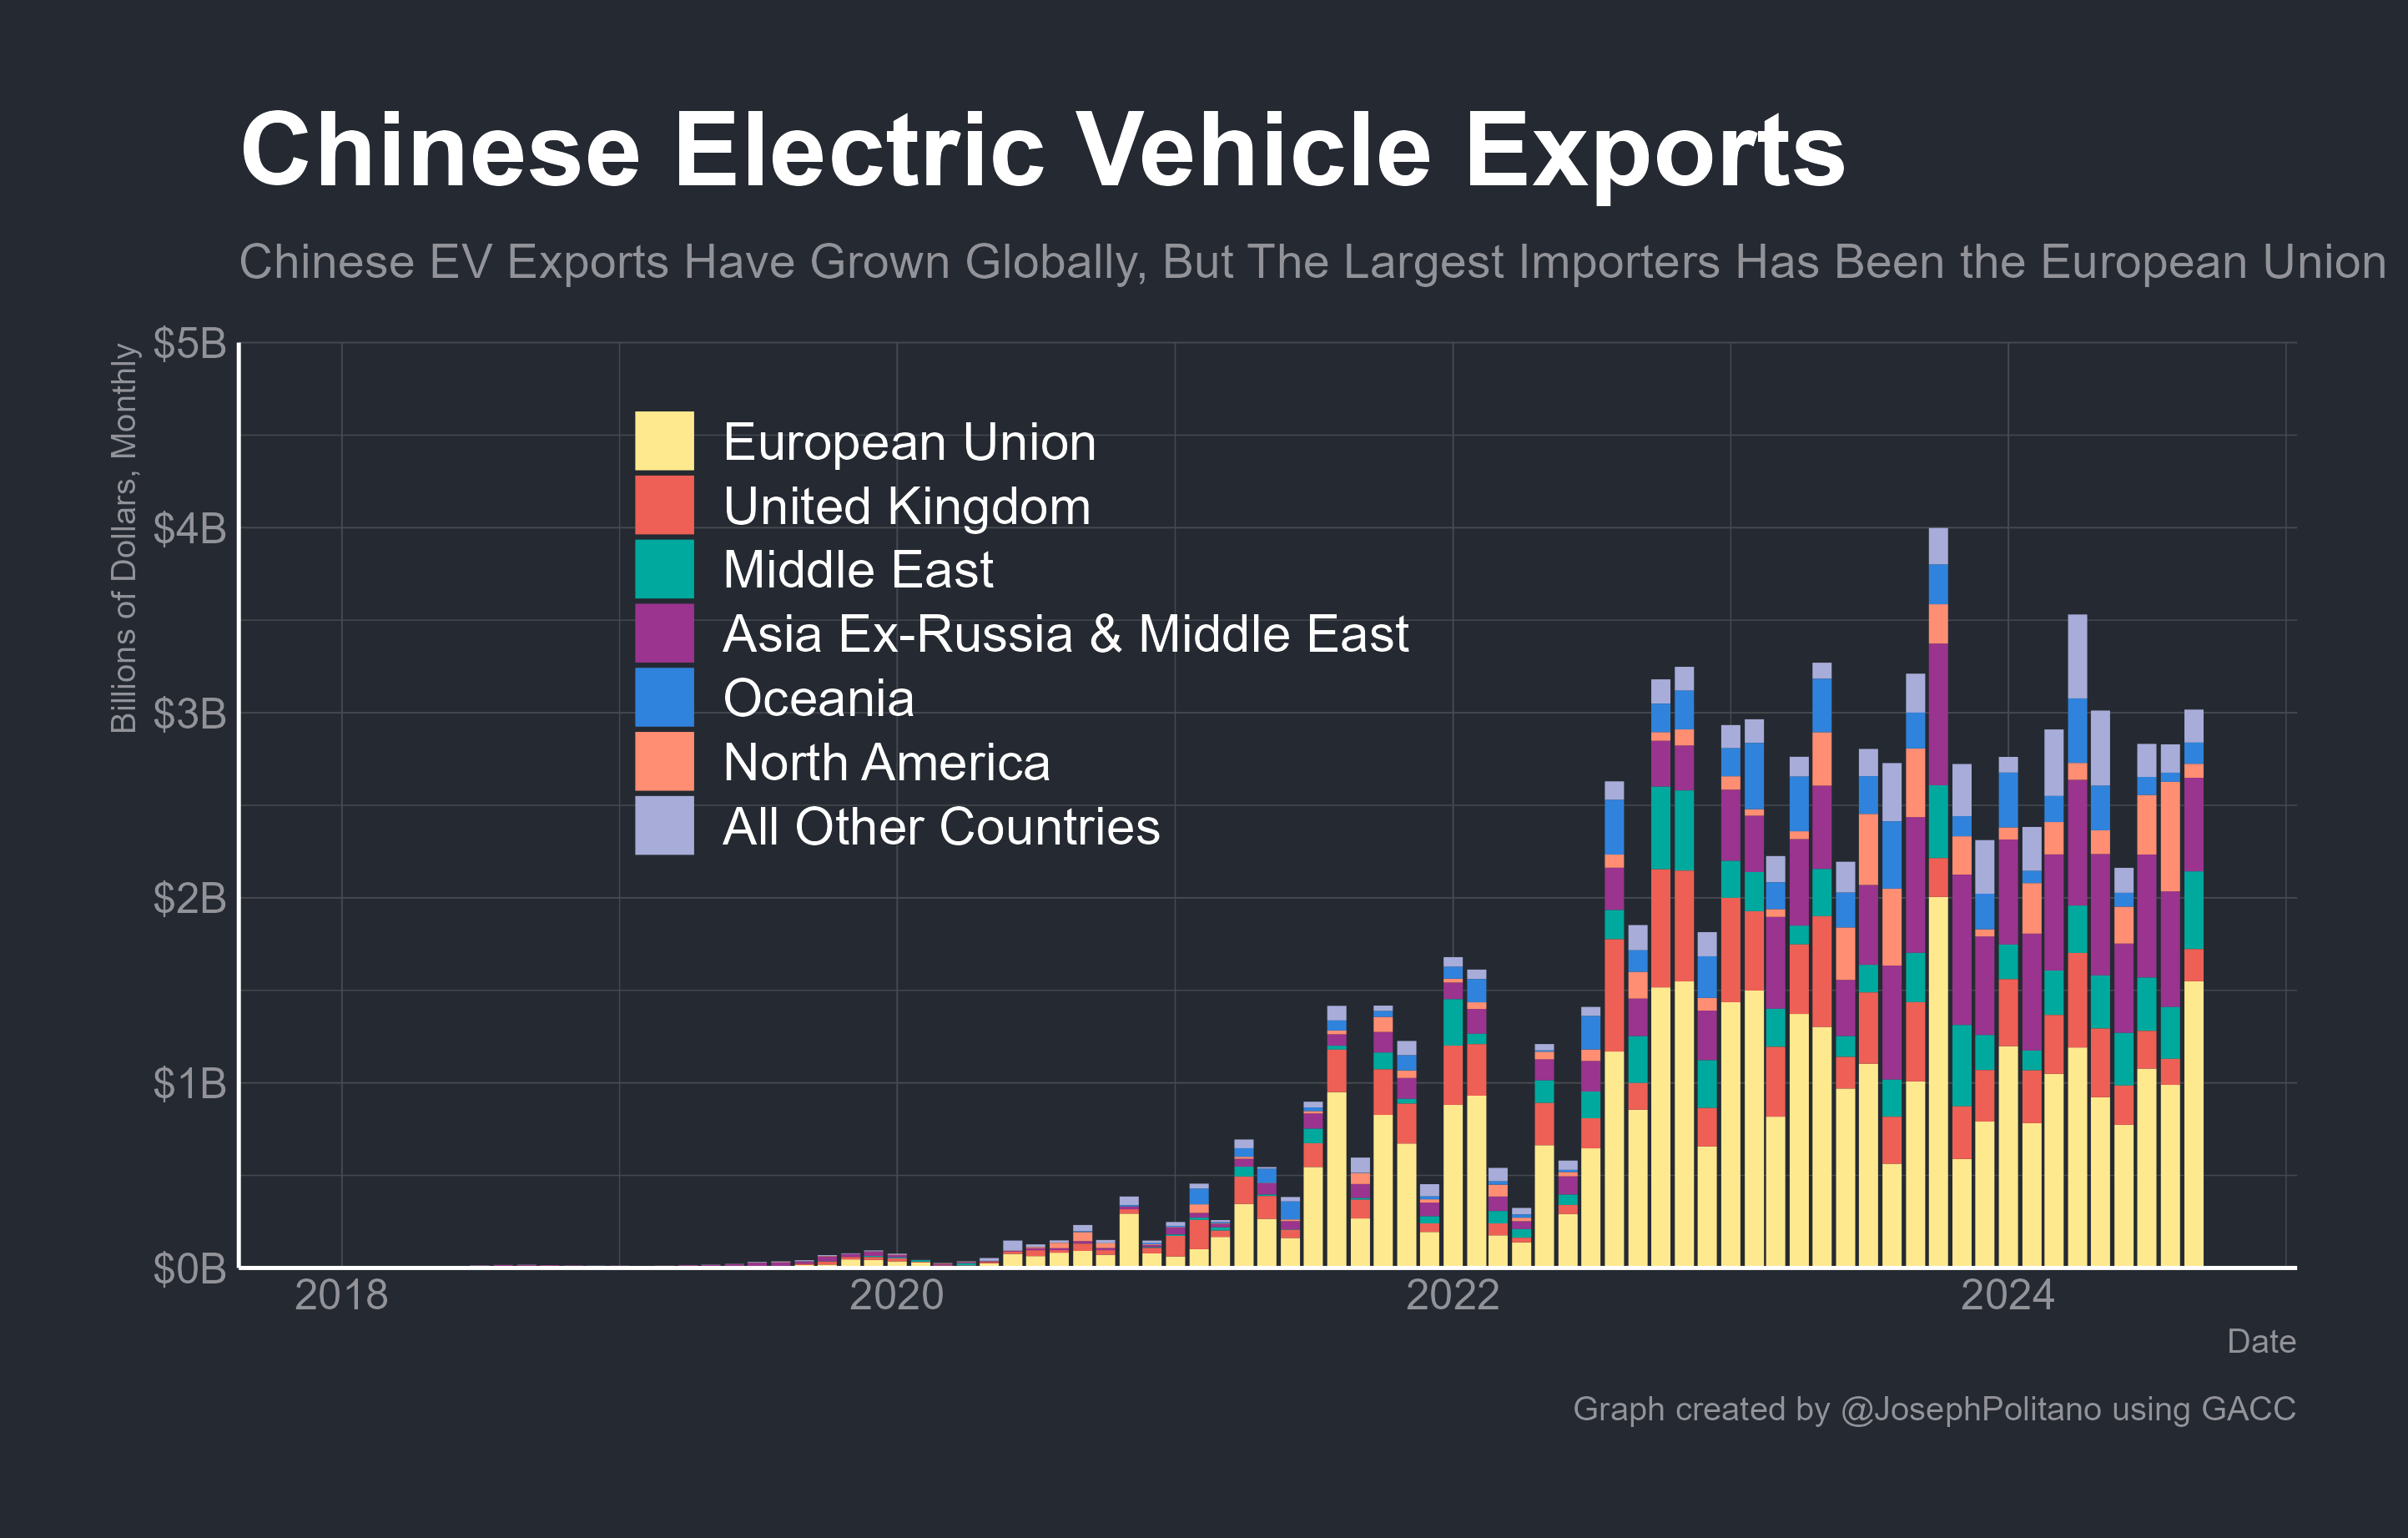 Chinese Electric Vehicle Exports
Chinese EV Exports Have Grown Globally, But The Largest Importers Has Been the European Union
Billions of Dollars, Monthly
$5B
$4B
$3B
$2B
$1B
$0B
European Union
United Kingdom
Middle East
Asia Ex-Russia & Middle East
Oceania
North America
All Other Countries
2018
2020
2022
2024
Date
Graph created by @JosephPolitano using GACC